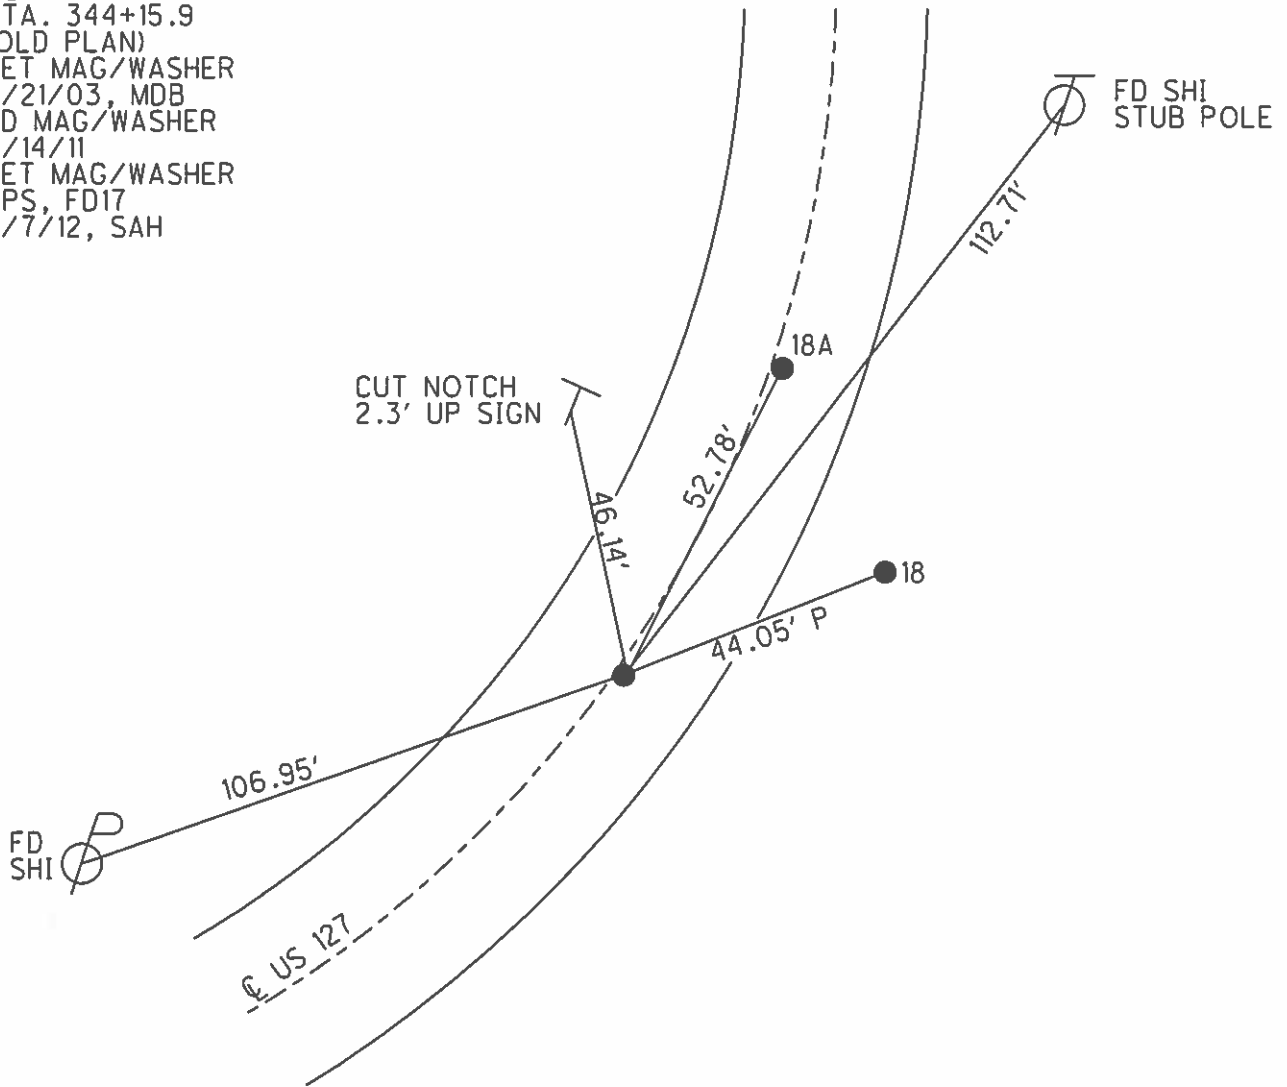 TA. 344+15.9
OLD PLAN)
ET MAG/WASHER
/21/03, MDB
D MAG/WASHER
/14/11
ET MAG/WASHER
PS, FD17
/7/12, SAH
FD SHI
STUB POLE
112.71'
18A
CUT NOTCH
2.3' UP SIGN
52.78'
46.14'
18
44.05' P
106.95'
FD
SHI
℄ US 127